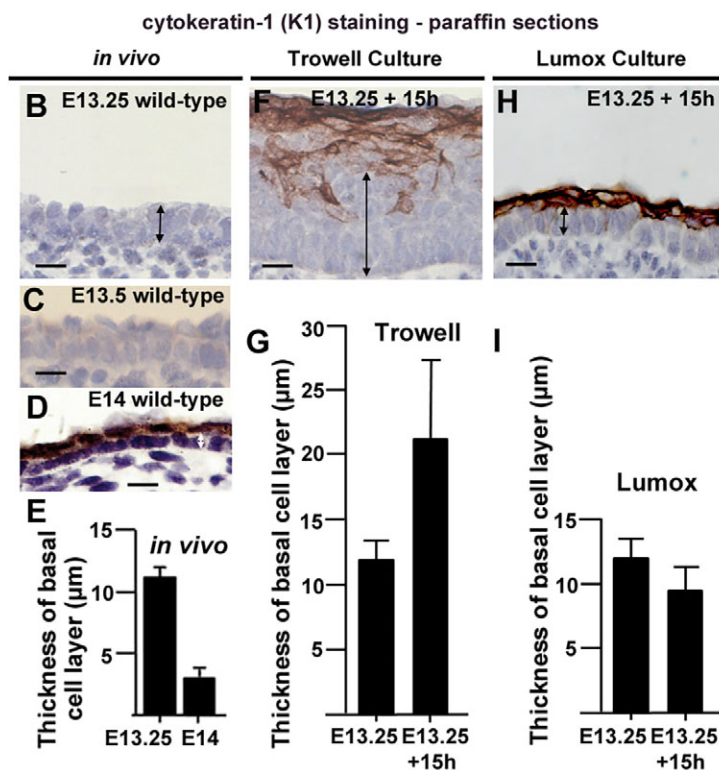 cytokeratin-1 (K1) staining - paraffin sections
in vivo
Trowell Culture
Lumox Culture
B
E13.25 wild-type
F
E13.25 + 15h
H
E13.25 + 15h
C
E13.5 wild-type
D
E14 wild-type
E
in vivo
Thickness of basal
cell layer (µm)
15
10
5
E13.25 E14
G
Trowell
Thickness of basal cell layer (µm)
30
25
20
15
10
5
E13.25 E13.25
+15h
I
Lumox
Thickness of basal cell layer (µm)
15
10
5
E13.25 E13.25
+15h